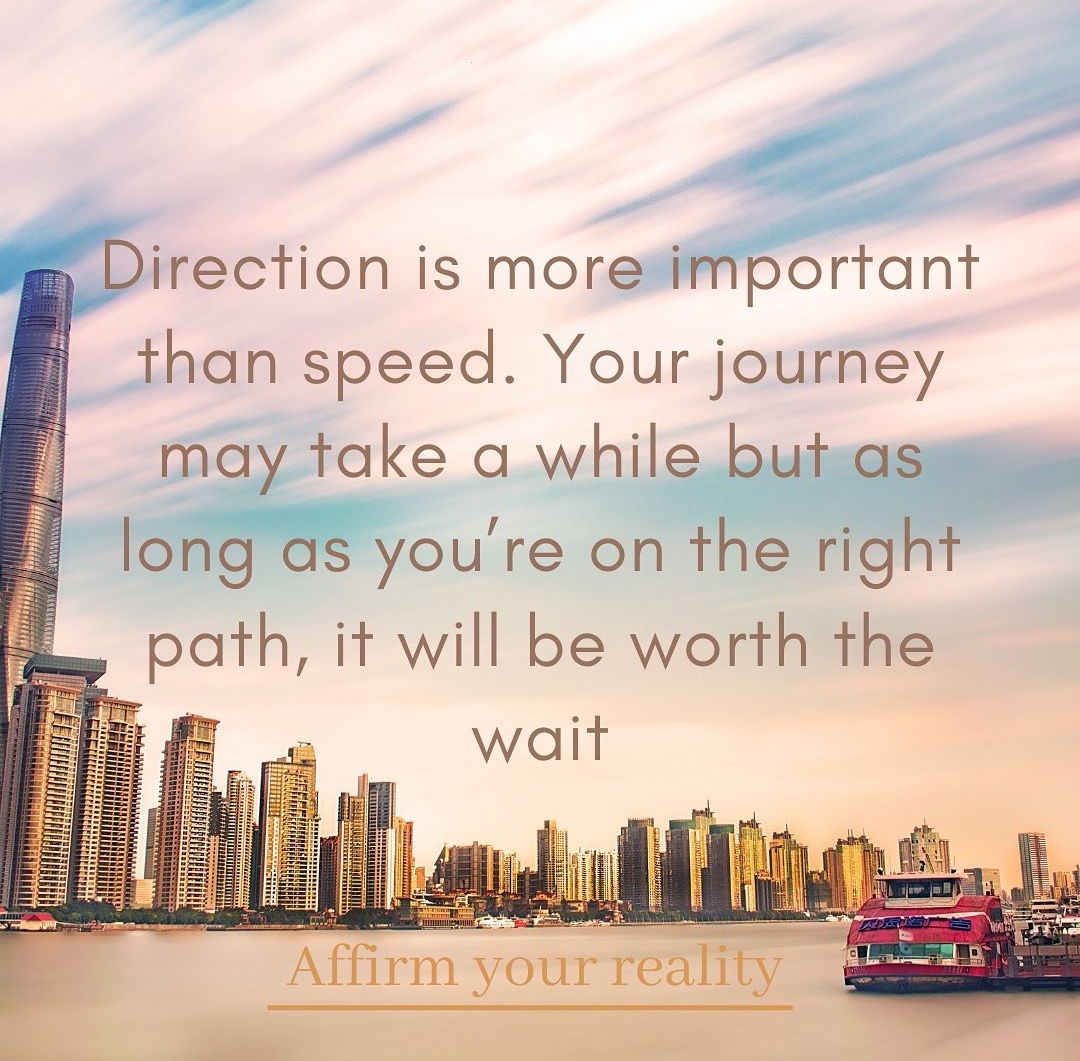 Direction is more important
than speed. Your journey
may take a while but as
long as you’re on the right
path, it will be worth the
wait
Affirm your reality